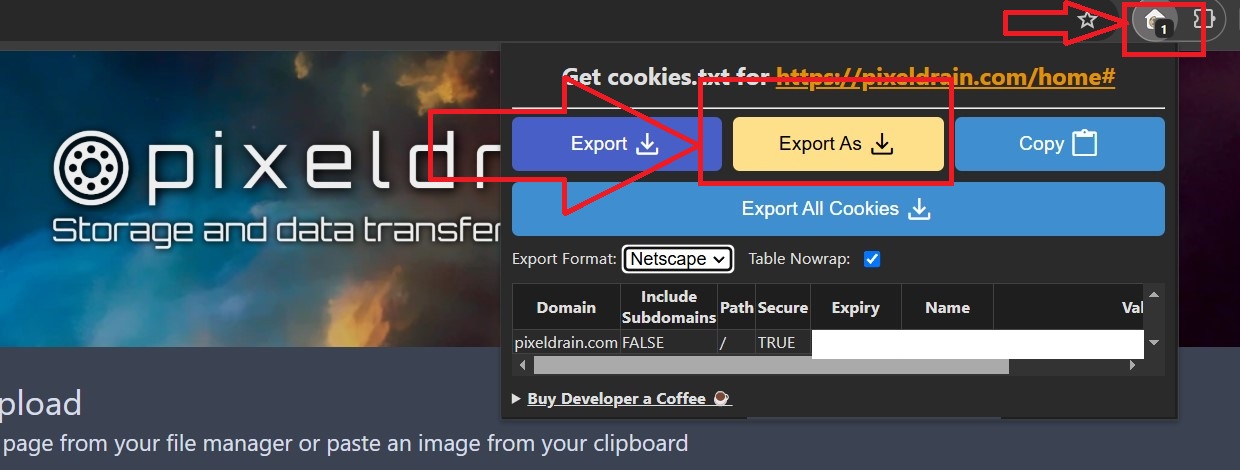 1
Get cookies.txt for https://pixeldrain.com/home#
Export
Export As
Copy
Export All Cookies
Export Format: Netscape
Table Nowrap:
Domain Include Subdomains Path Secure Expiry Name Val
pixeldrain.com FALSE / TRUE
Buy Developer a Coffee
pixeldr
Storage and data transfer
pload
page from your file manager or paste an image from your clipboard